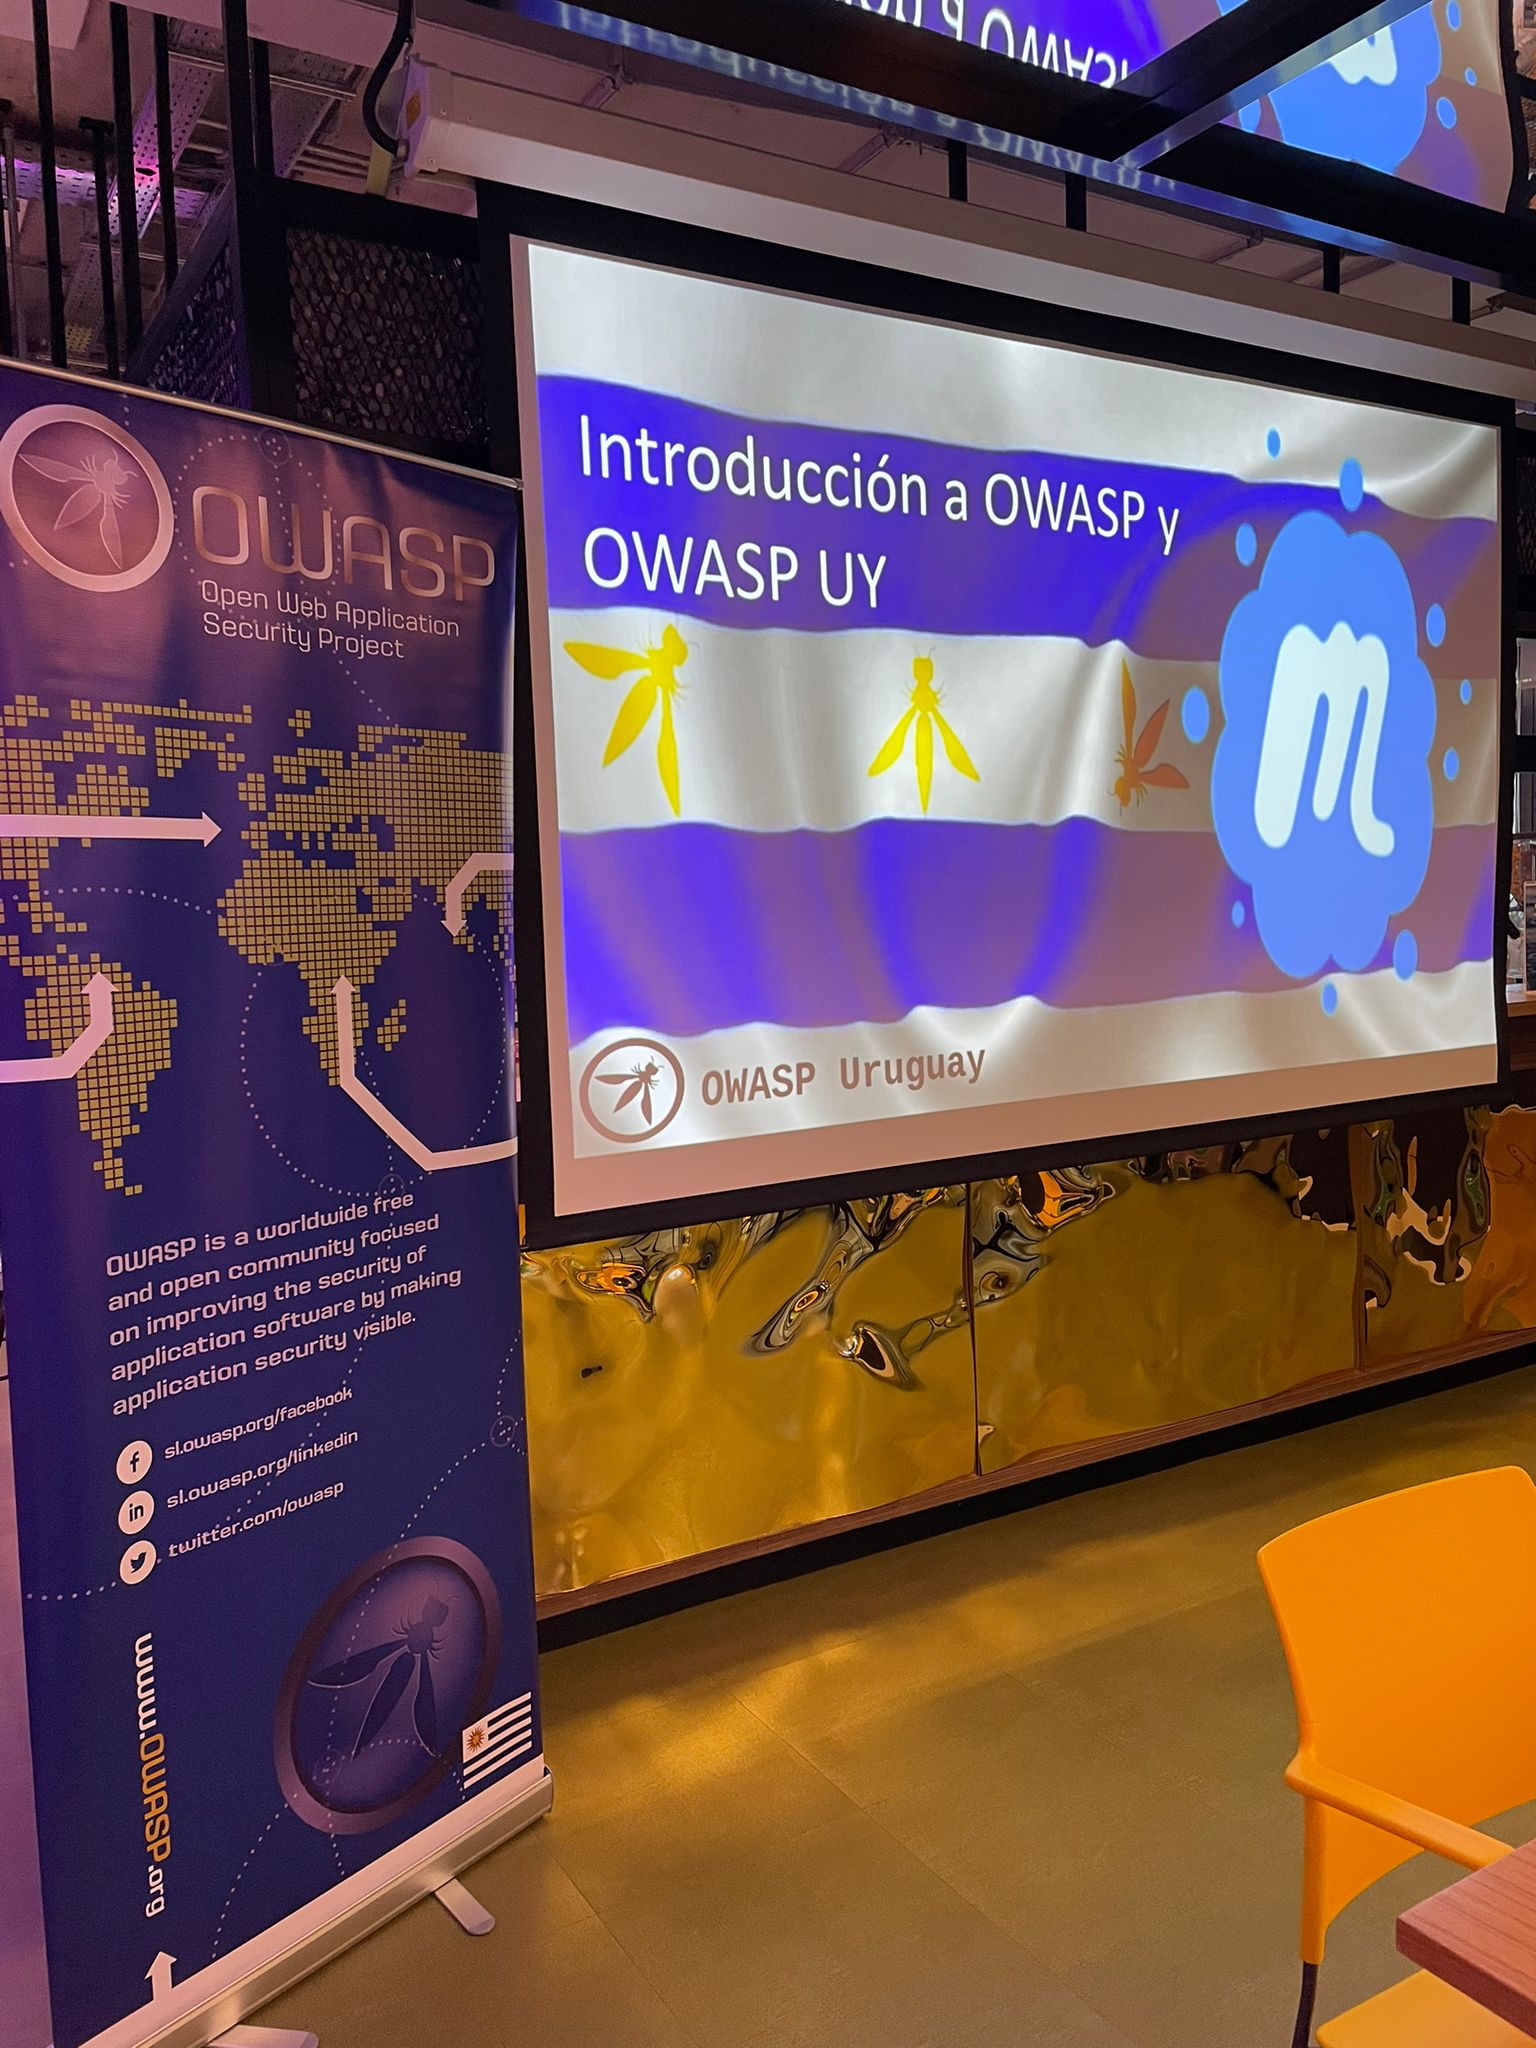 OWASP
Open Web Application
Security Project
OWASP is a worldwide free
and open community focused
on improving the security of
application software by making
application security visible.
sl.owasp.org/facebook
sl.owasp.org/linkedin
twitter.com/owasp
www.OWASP.org
Introducción a OWASP y
OWASP UY
m
OWASP Uruguay